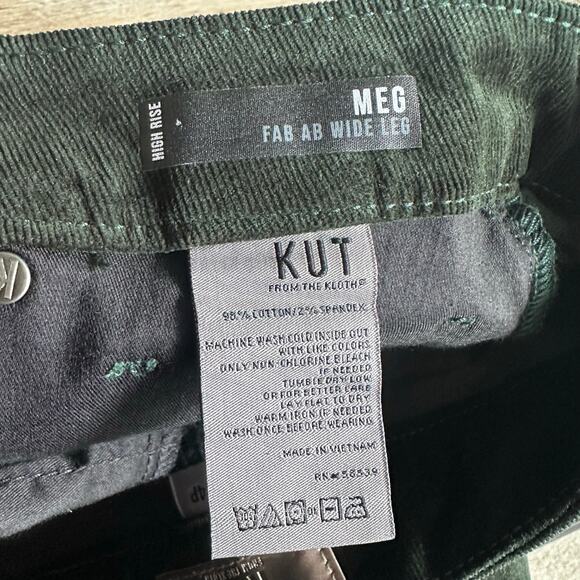 HIGH RISE
MEG
FAB AB WIDE LEG
KUT
FROM THE KLOTH®
98% COTTON/2% SPANDEX
MACHINE WASH COLD INSIDE OUT
WITH LIKE COLORS
ONLY NON-CHLORINE BLEACH
IF NEEDED
TUMBLE DRY LOW
OR FOR BETTER CARE
LAY FLAT TO DRY
WARM IRON IF NEEDED
WASH ONCE BEFORE WEARING
MADE IN VIETNAM
RN# 58539
4P